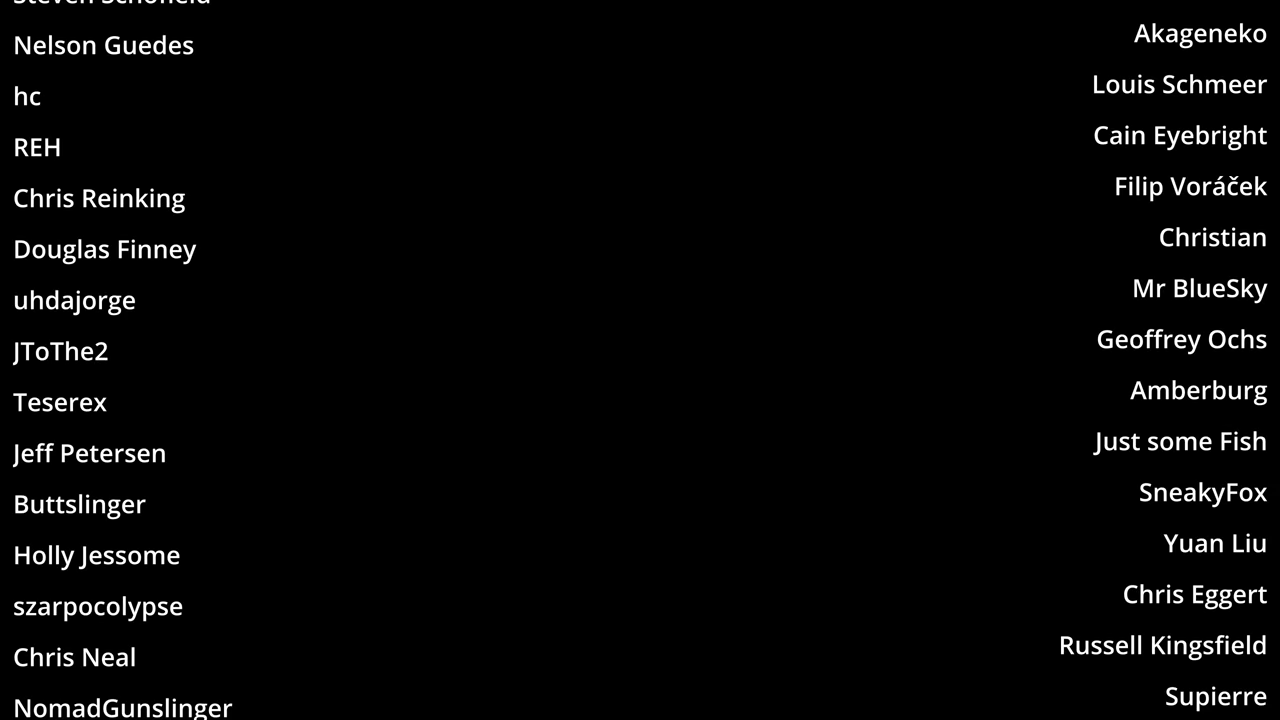 Steven Schofield
Nelson Guedes
hc
REH
Chris Reinking
Douglas Finney
uhdajorge
JToThe2
Teserex
Jeff Petersen
Buttslinger
Holly Jessome
szarpocolypse
Chris Neal
NomadGunslinger
Akageneko
Louis Schmeer
Cain Eyebright
Filip Voráček
Christian
Mr BlueSky
Geoffrey Ochs
Amberburg
Just some Fish
SneakyFox
Yuan Liu
Chris Eggert
Russell Kingsfield
Supierre